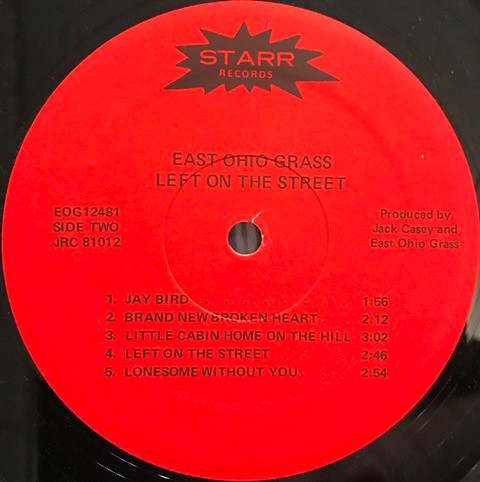 STARR
RECORDS
EAST OHIO GRASS
LEFT ON THE STREET
EOG12481
SIDE TWO
JRC 81012
Produced by
Jack Casey and
East Ohio Grass
1. JAY BIRD . . . . . . . . 1:56
2. BRAND NEW BROKEN HEART . . 2:12
3. LITTLE CABIN HOME ON THE HILL 3:02
4. LEFT ON THE STREET . . . . 2:46
5. LONESOME WITHOUT YOU . . . . 2:54